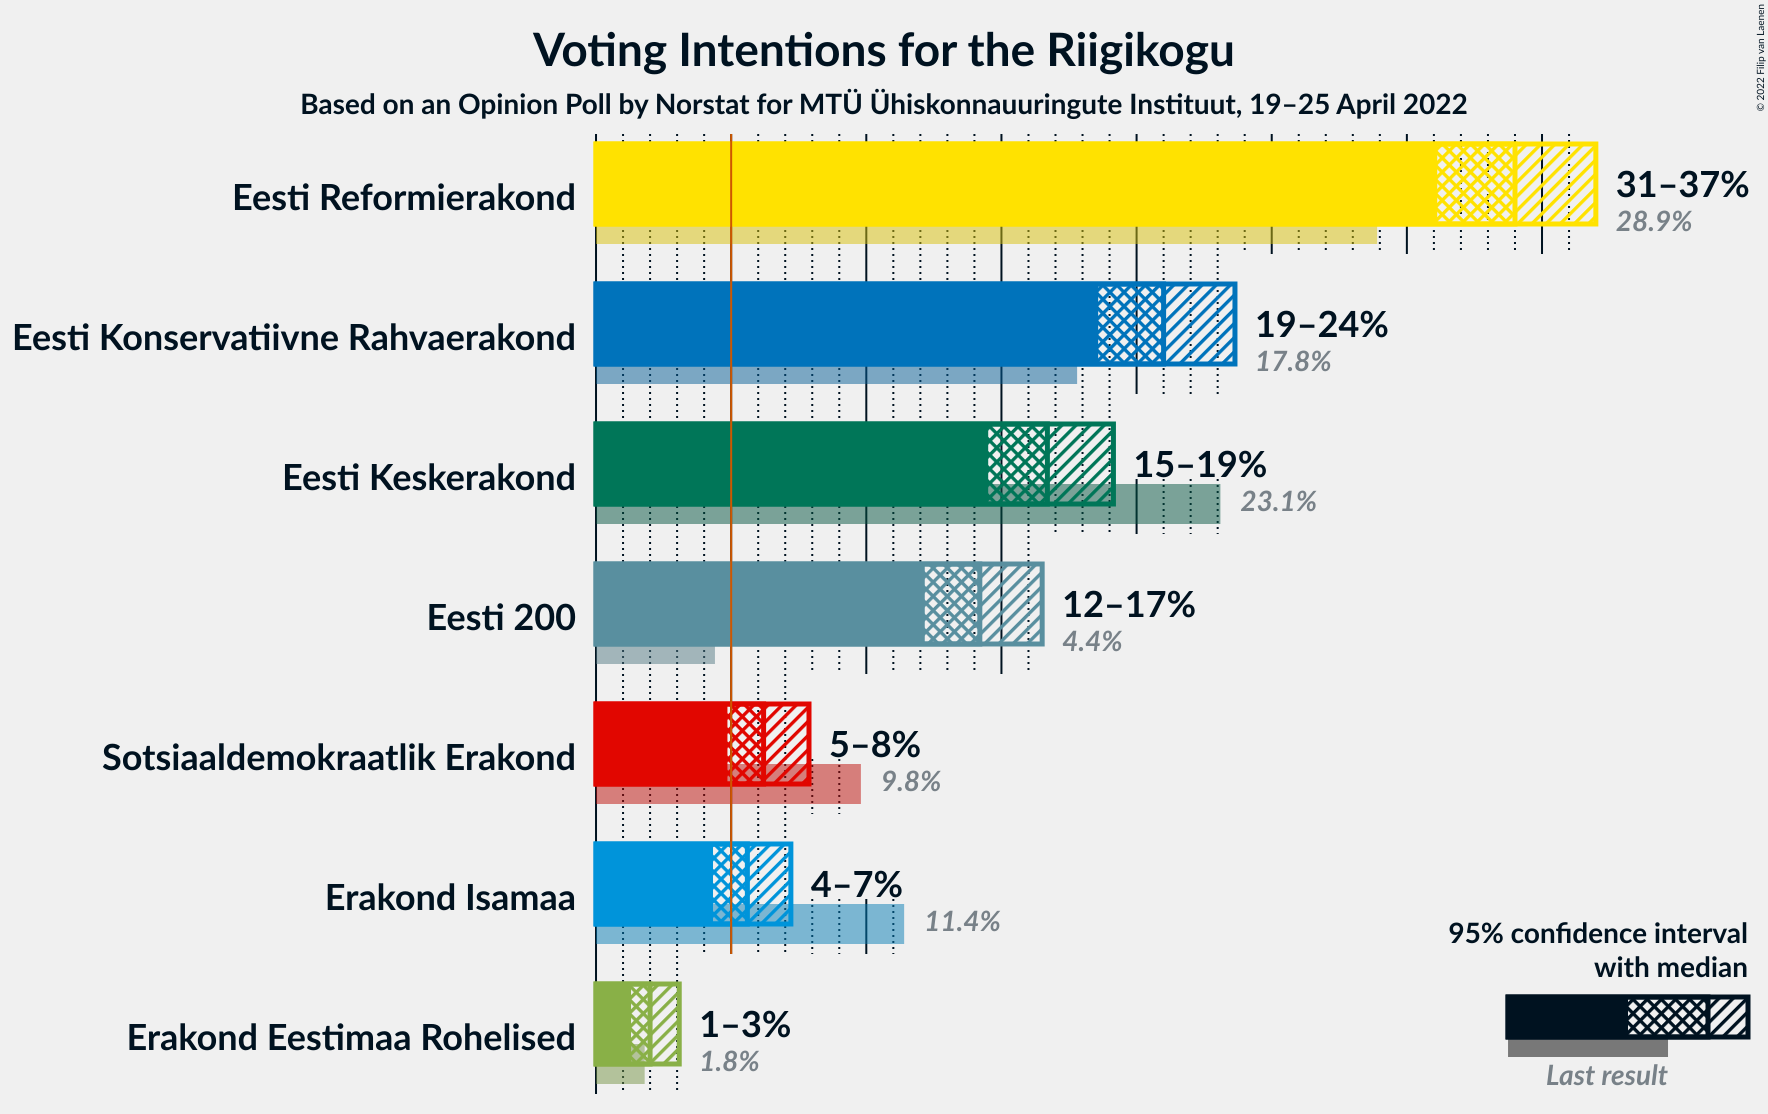 Voting Intentions for the Riigikogu
Based on an Opinion Poll by Norstat for MTÜ Ühiskonnauuringute Instituut, 19–25 April 2022
© 2022 Filip van Laenen
Eesti Reformierakond
31–37%
28.9%
Eesti Konservatiivne Rahvaerakond
19–24%
17.8%
Eesti Keskerakond
15–19%
23.1%
Eesti 200
12–17%
4.4%
Sotsiaaldemokraatlik Erakond
5–8%
9.8%
Erakond Isamaa
4–7%
11.4%
Erakond Eestimaa Rohelised
1–3%
1.8%
95% confidence interval
with median
Last result